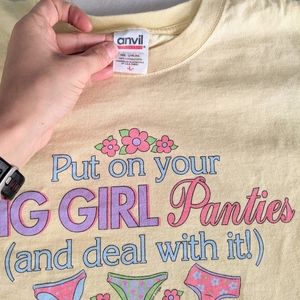 anvil
Put on your
IG GIRL Panties
(and deal with it!)